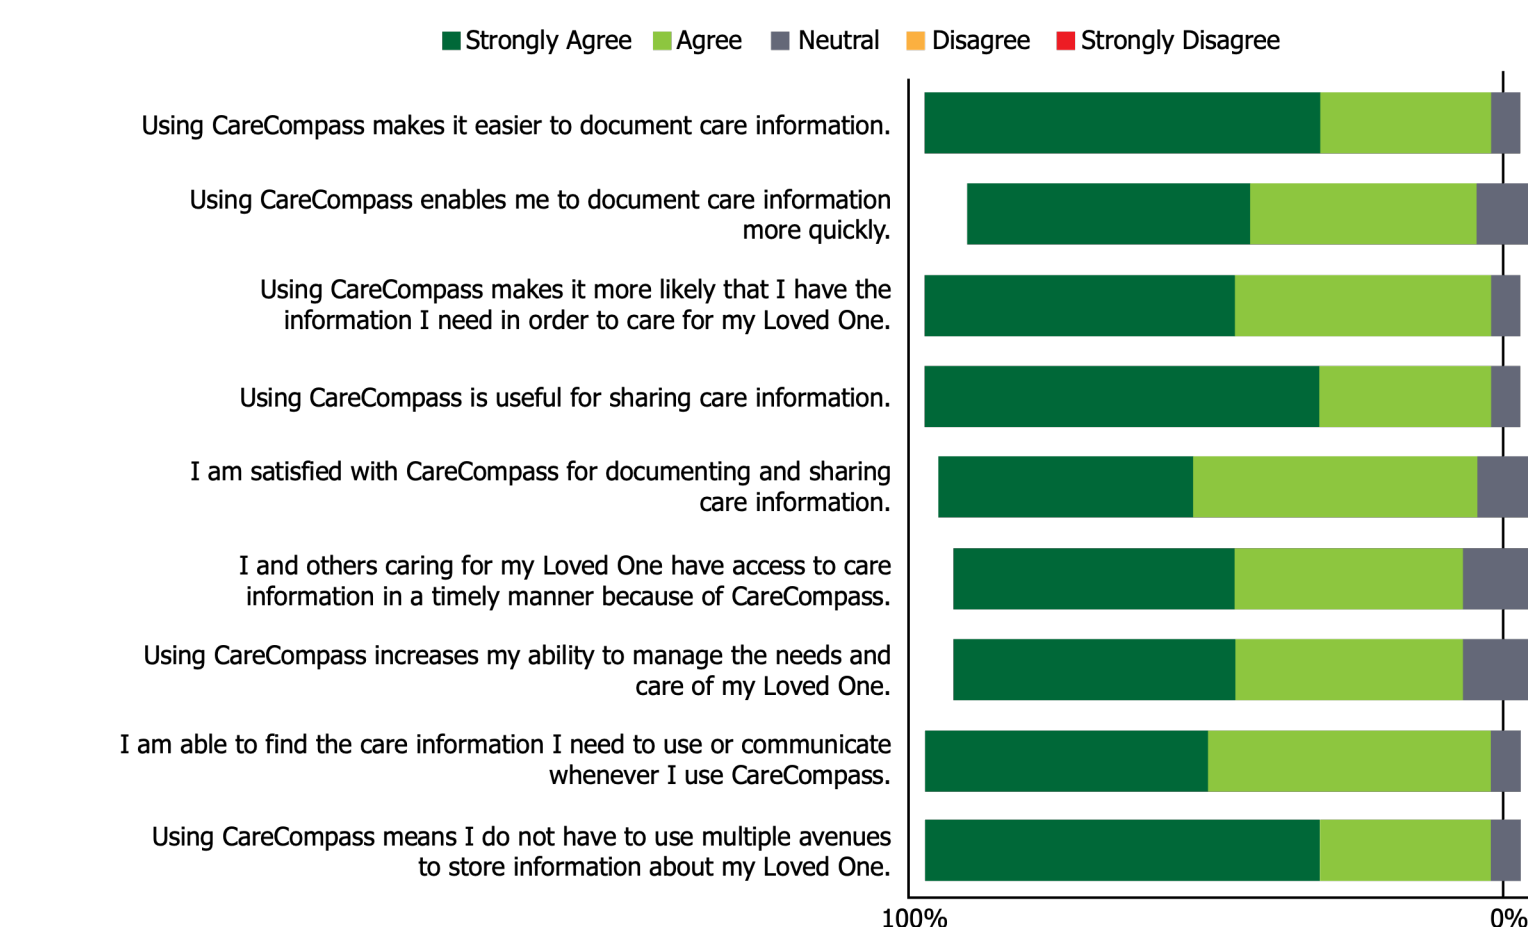 Strongly Agree Agree Neutral Disagree Strongly Disagree
Using CareCompass makes it easier to document care information.
Using CareCompass enables me to document care information
more quickly.
Using CareCompass makes it more likely that I have the
information I need in order to care for my Loved One.
Using CareCompass is useful for sharing care information.
I am satisfied with CareCompass for documenting and sharing
care information.
I and others caring for my Loved One have access to care
information in a timely manner because of CareCompass.
Using CareCompass increases my ability to manage the needs and
care of my Loved One.
I am able to find the care information I need to use or communicate
whenever I use CareCompass.
Using CareCompass means I do not have to use multiple avenues
to store information about my Loved One.
100% 0%